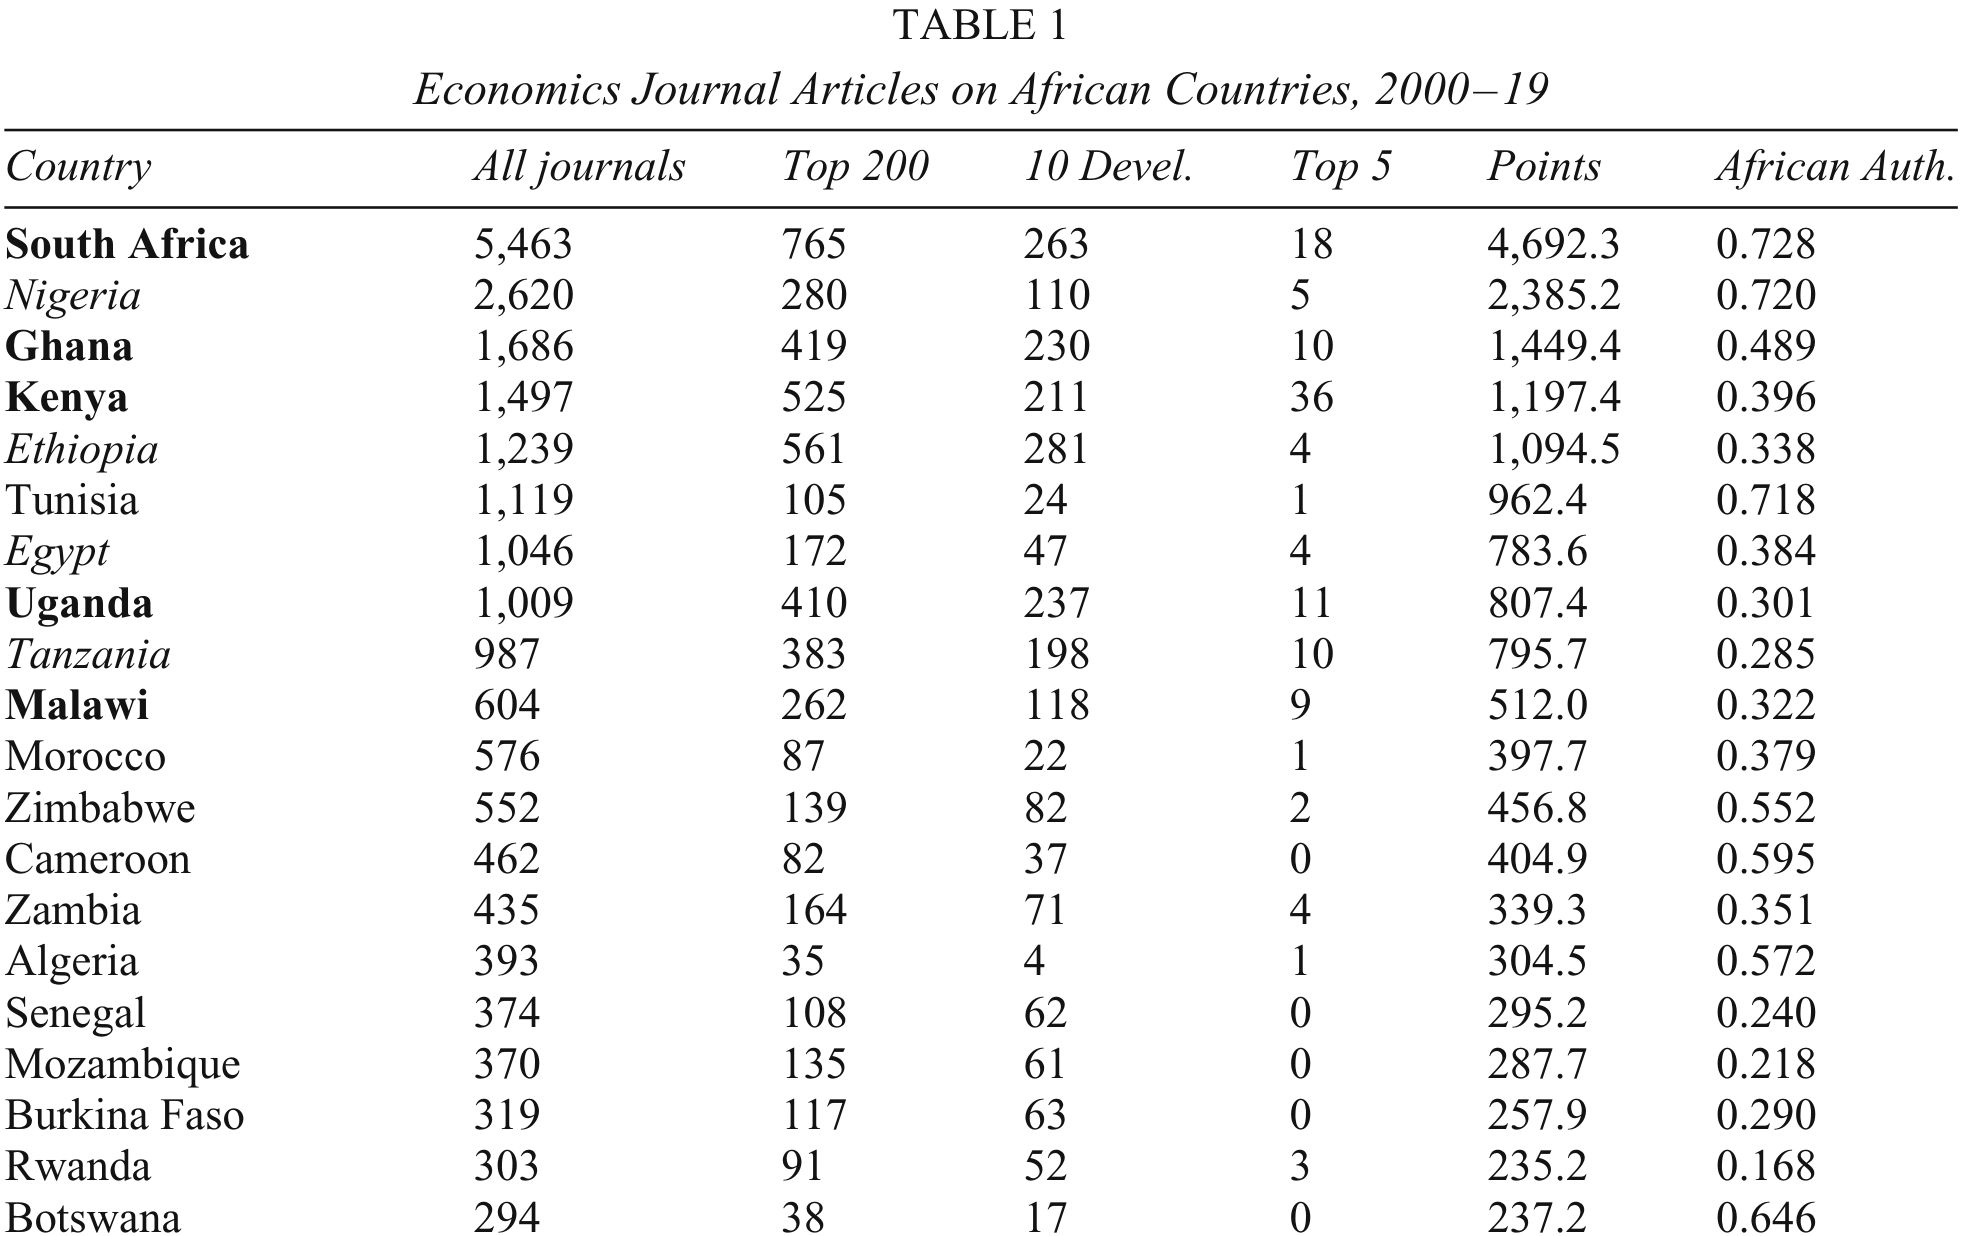 TABLE 1
Economics Journal Articles on African Countries, 2000–19
Country All journals Top 200 10 Devel. Top 5 Points African Auth.
South Africa 5,463 765 263 18 4,692.3 0.728
Nigeria 2,620 280 110 5 2,385.2 0.720
Ghana 1,686 419 230 10 1,449.4 0.489
Kenya 1,497 525 211 36 1,197.4 0.396
Ethiopia 1,239 561 281 4 1,094.5 0.338
Tunisia 1,119 105 24 1 962.4 0.718
Egypt 1,046 172 47 4 783.6 0.384
Uganda 1,009 410 237 11 807.4 0.301
Tanzania 987 383 198 10 795.7 0.285
Malawi 604 262 118 9 512.0 0.322
Morocco 576 87 22 1 397.7 0.379
Zimbabwe 552 139 82 2 456.8 0.552
Cameroon 462 82 37 0 404.9 0.595
Zambia 435 164 71 4 339.3 0.351
Algeria 393 35 4 1 304.5 0.572
Senegal 374 108 62 0 295.2 0.240
Mozambique 370 135 61 0 287.7 0.218
Burkina Faso 319 117 63 0 257.9 0.290
Rwanda 303 91 52 3 235.2 0.168
Botswana 294 38 17 0 237.2 0.646